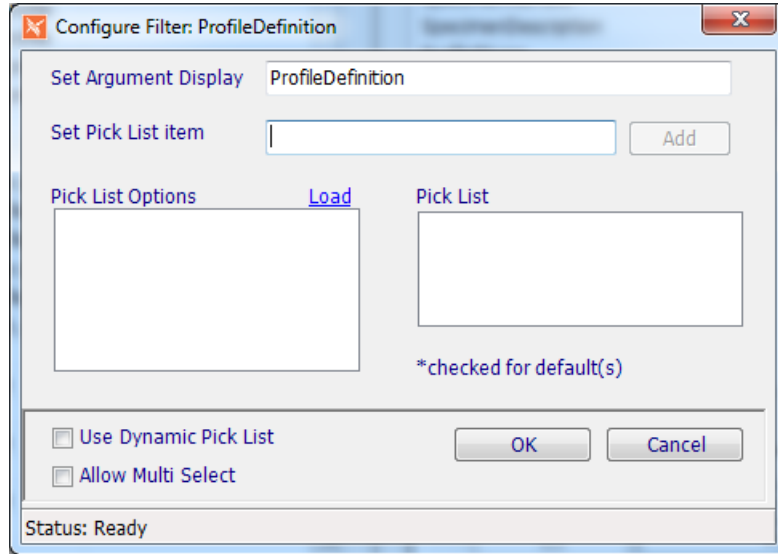 Configure Filter: ProfileDefinition
Set Argument Display ProfileDefinition
Set Pick List item Add
Pick List Options Load Pick List
*checked for default(s)
Use Dynamic Pick List OK Cancel
Allow Multi Select
Status: Ready